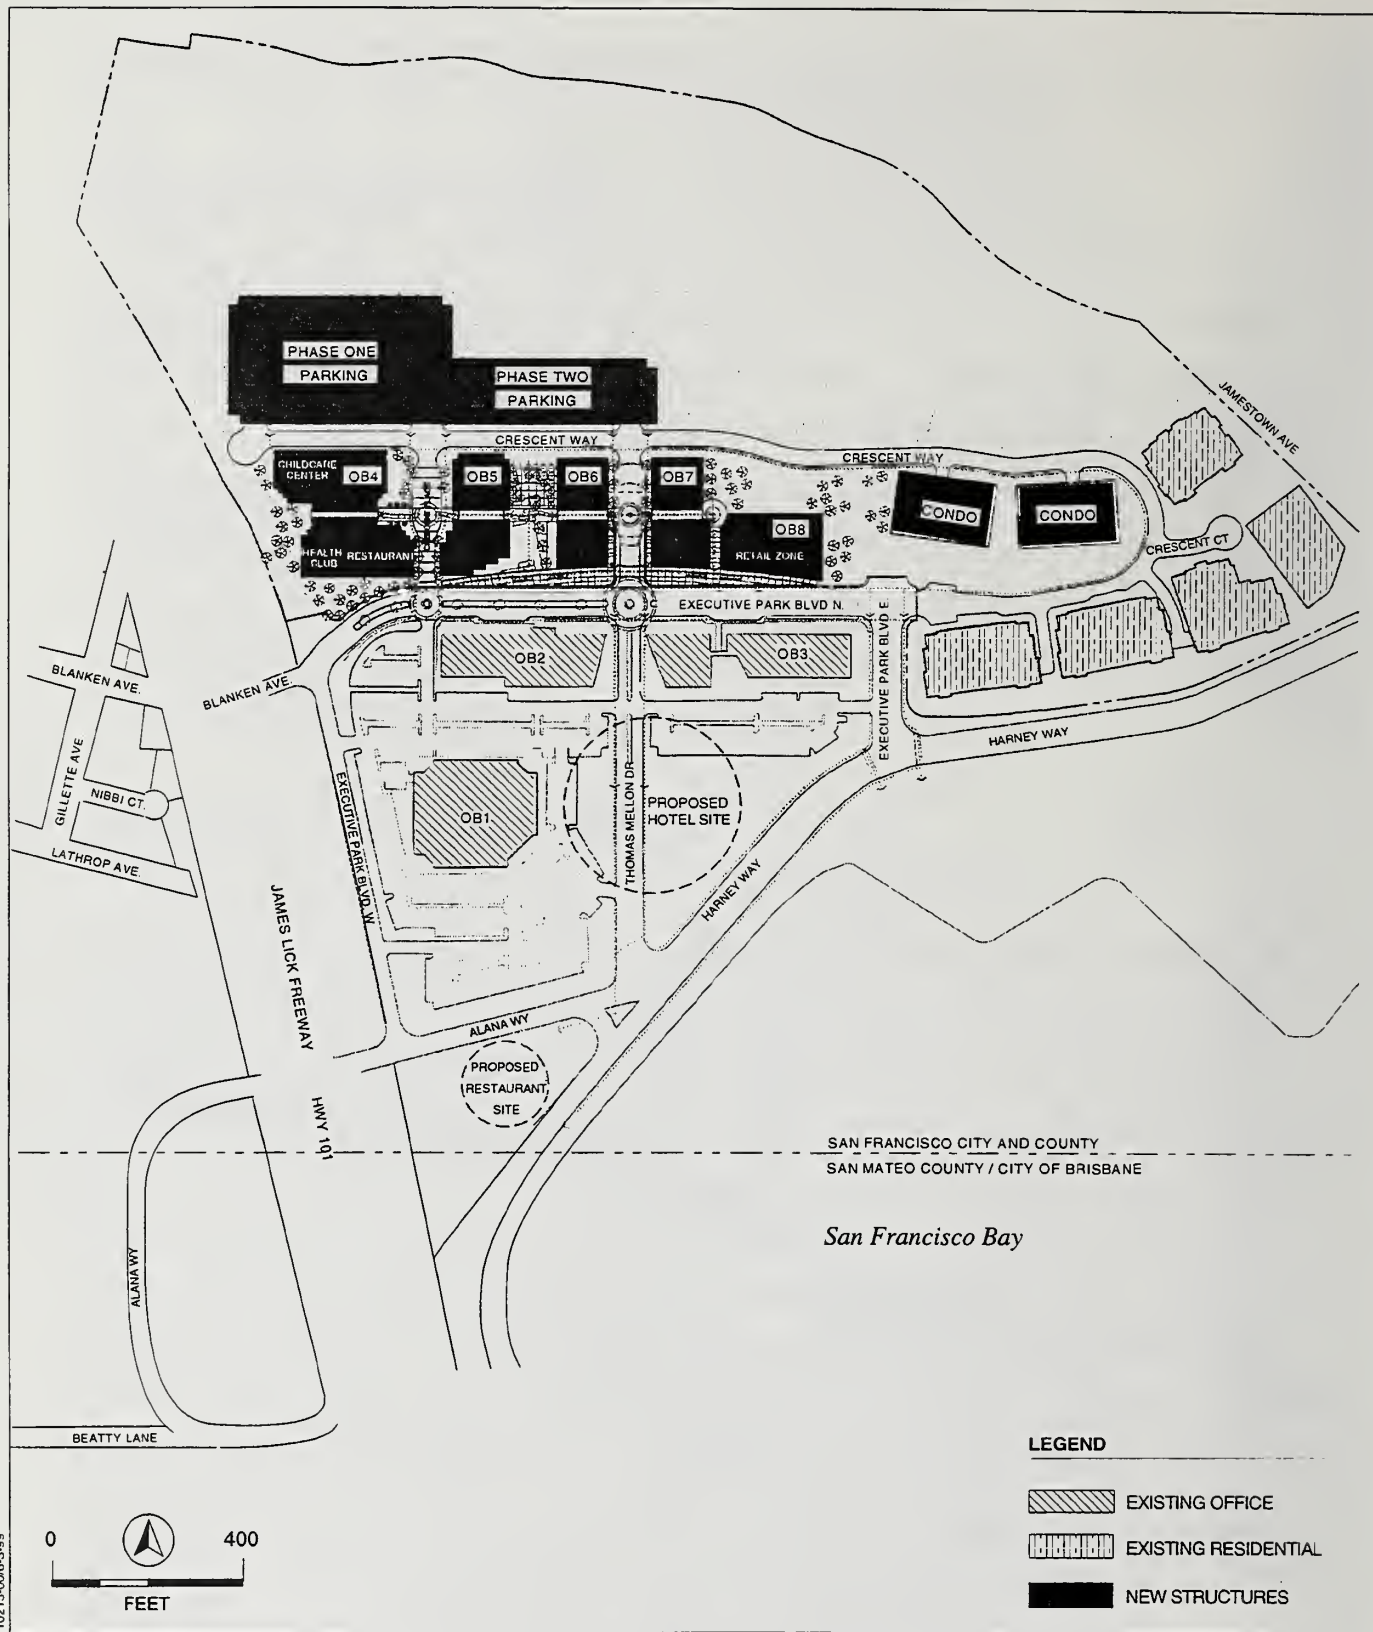 PHASE ONE
PARKING
PHASE TWO
PARKING
JAMESTOWN AVE
CRESCENT WAY
CRESCENT WAY
CHILDCARE
CENTER
OB4
OB5
OB6
OB7
CONDO
CONDO
OB8
HEALTH
CLUB
RESTAURANT
RETAIL ZONE
CRESCENT CT
EXECUTIVE PARK BLVD N.
EXECUTIVE PARK BLVD E.
OB2
OB3
BLANKEN AVE.
BLANKEN AVE.
HARNEY WAY
GILLETTE AVE
NIBBI CT.
LATHROP AVE.
EXECUTIVE PARK BLVD. W
OB1
THOMAS MELLON DR.
PROPOSED
HOTEL SITE
HARNEY WAY
JAMES LICK FREEWAY
HWY 101
ALANA WY
PROPOSED
RESTAURANT
SITE
SAN FRANCISCO CITY AND COUNTY
SAN MATEO COUNTY / CITY OF BRISBANE
San Francisco Bay
ALANA WY
BEATTY LANE
LEGEND
EXISTING OFFICE
EXISTING RESIDENTIAL
NEW STRUCTURES
0
400
FEET